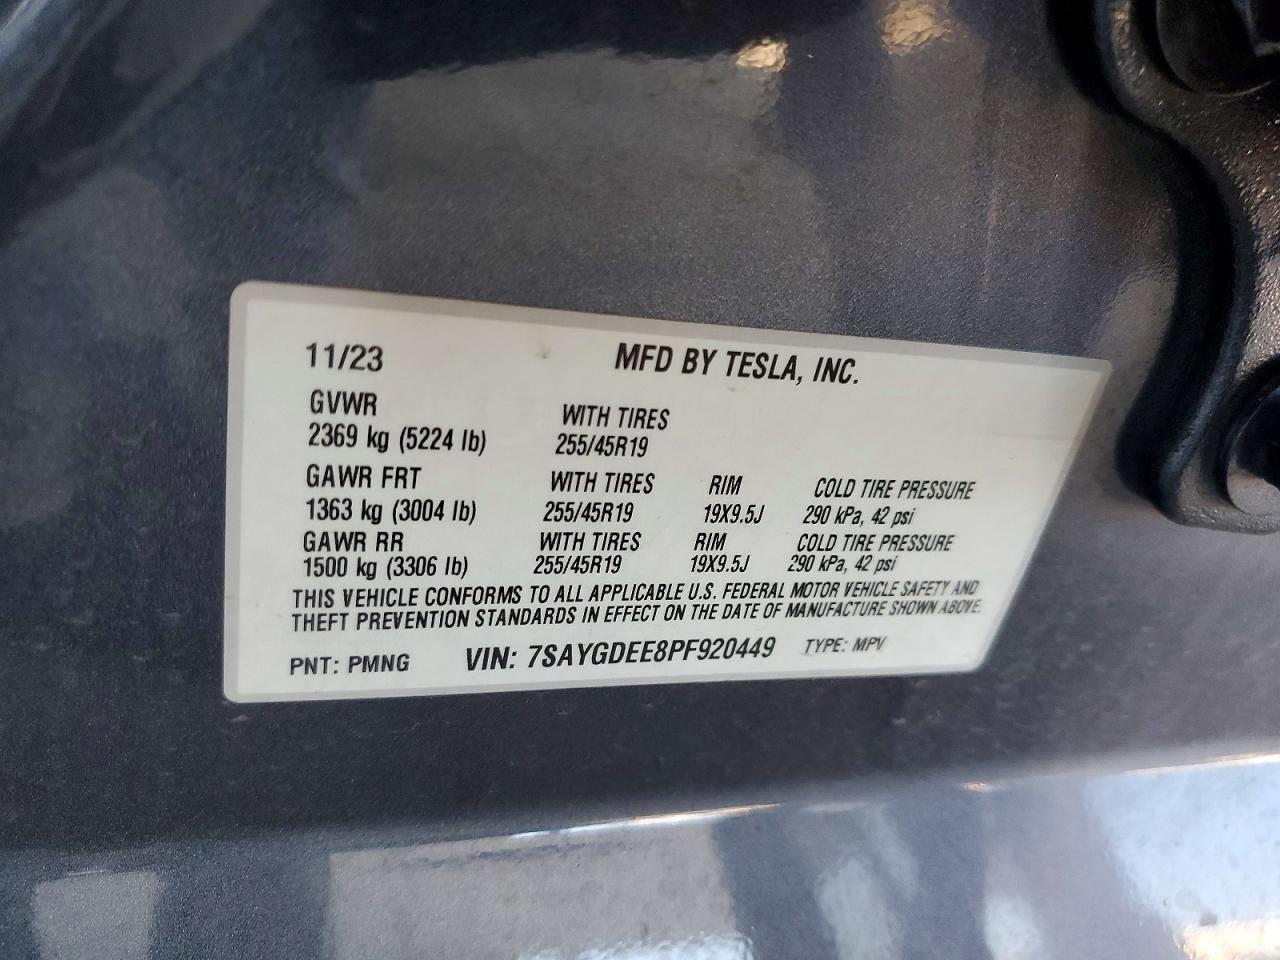 11/23 MFD BY TESLA, INC.
GVWR WITH TIRES
2369 kg (5224 lb) 255/45R19
GAWR FRT WITH TIRES RIM COLD TIRE PRESSURE
1363 kg (3004 lb) 255/45R19 19X9.5J 290 kPa, 42 psi
GAWR RR WITH TIRES RIM COLD TIRE PRESSURE
1500 kg (3306 lb) 255/45R19 19X9.5J 290 kPa, 42 psi
THIS VEHICLE CONFORMS TO ALL APPLICABLE U.S. FEDERAL MOTOR VEHICLE SAFETY AND
THEFT PREVENTION STANDARDS IN EFFECT ON THE DATE OF MANUFACTURE SHOWN ABOVE.
PNT: PMNG VIN: 7SAYGDEE8PF920449 TYPE: MPV